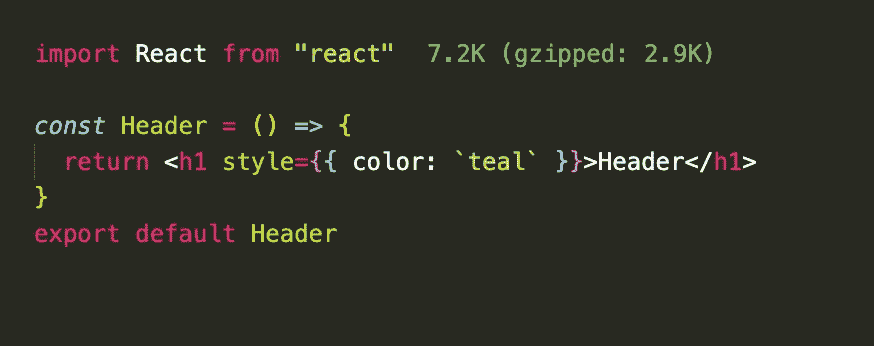 import React from "react" 7.2K (gzipped: 2.9K)
const Header = () => {
return <h1 style={{ color: `teal` }}>Header</h1>
}
export default Header